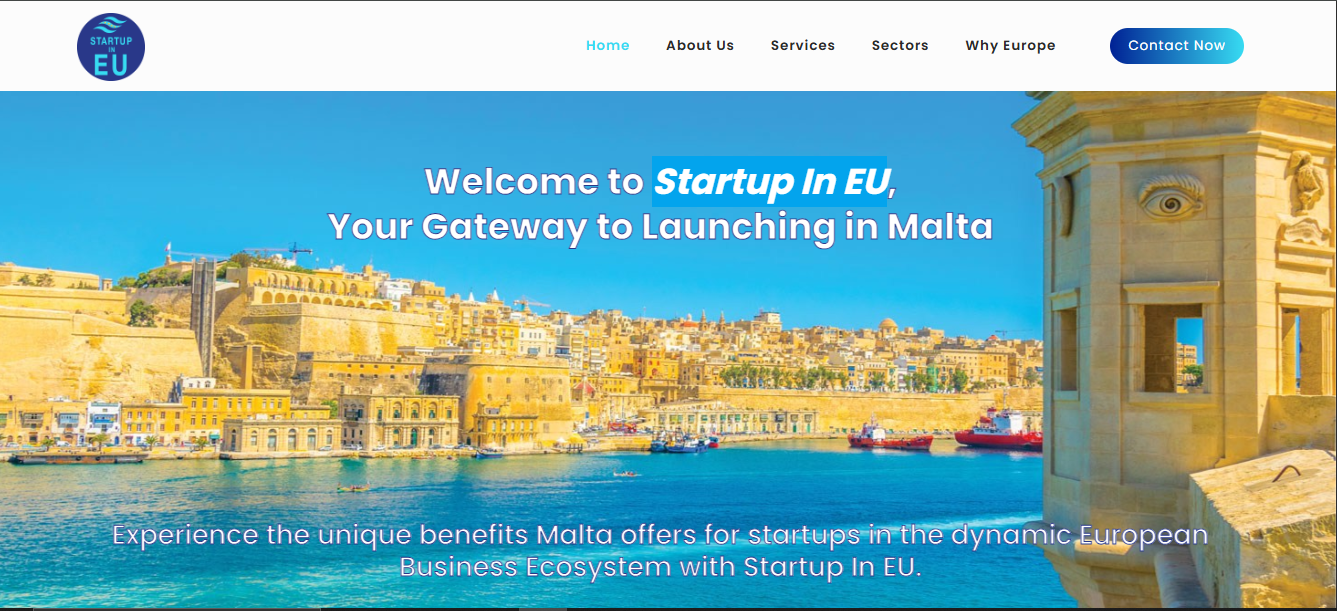 STARTUP
IN
EU
Home About Us Services Sectors Why Europe Contact Now
Welcome to Startup In EU,
Your Gateway to Launching in Malta
Experience the unique benefits Malta offers for startups in the dynamic European
Business Ecosystem with Startup In EU.